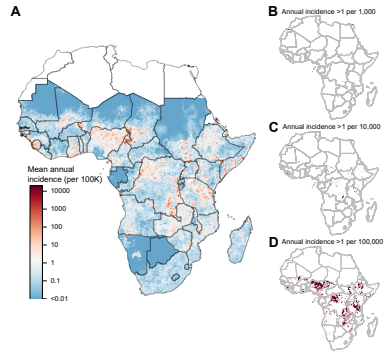 A
Mean annual
incidence (per 100K)
10000
1000
100
10
1
0.1
<0.01
B Annual incidence >1 per 1,000
C Annual incidence >1 per 10,000
D Annual incidence >1 per 100,000